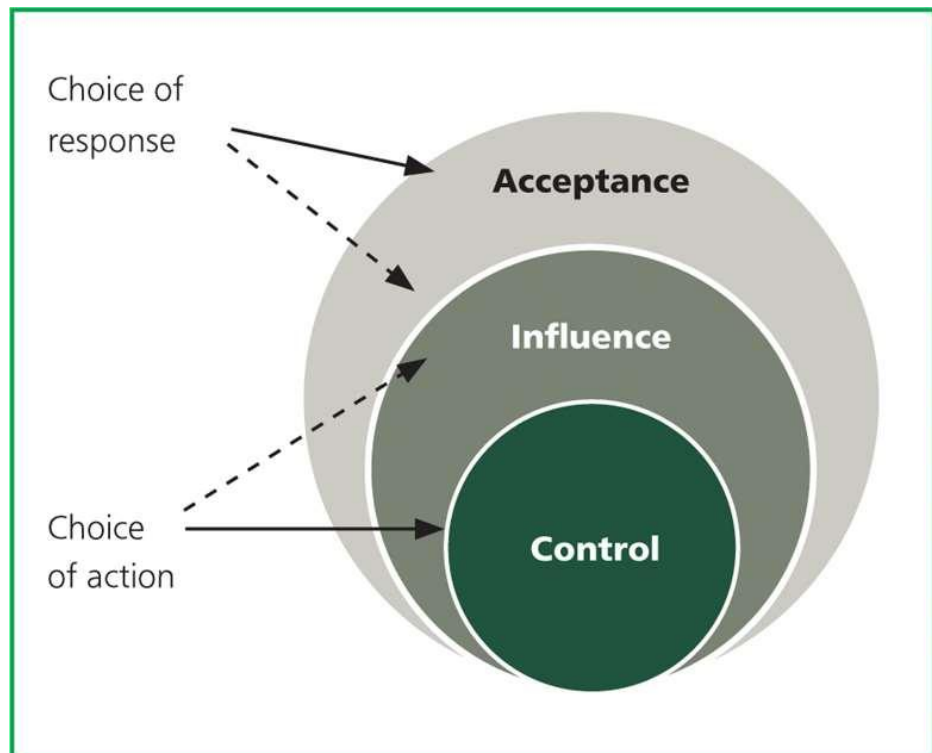 Choice of
response
Acceptance
Influence
Choice
of action
Control